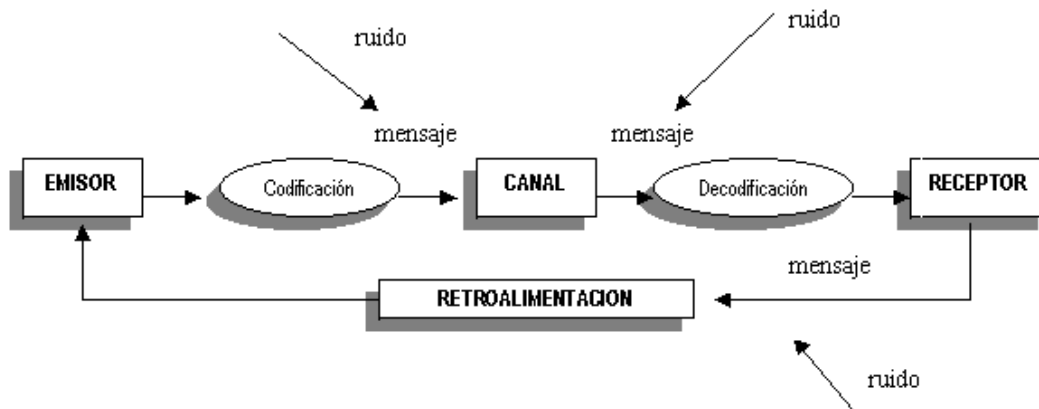 ruido
ruido
mensaje
mensaje
EMISOR
Codificación
CANAL
Decodificación
RECEPTOR
mensaje
RETROALIMENTACION
ruido